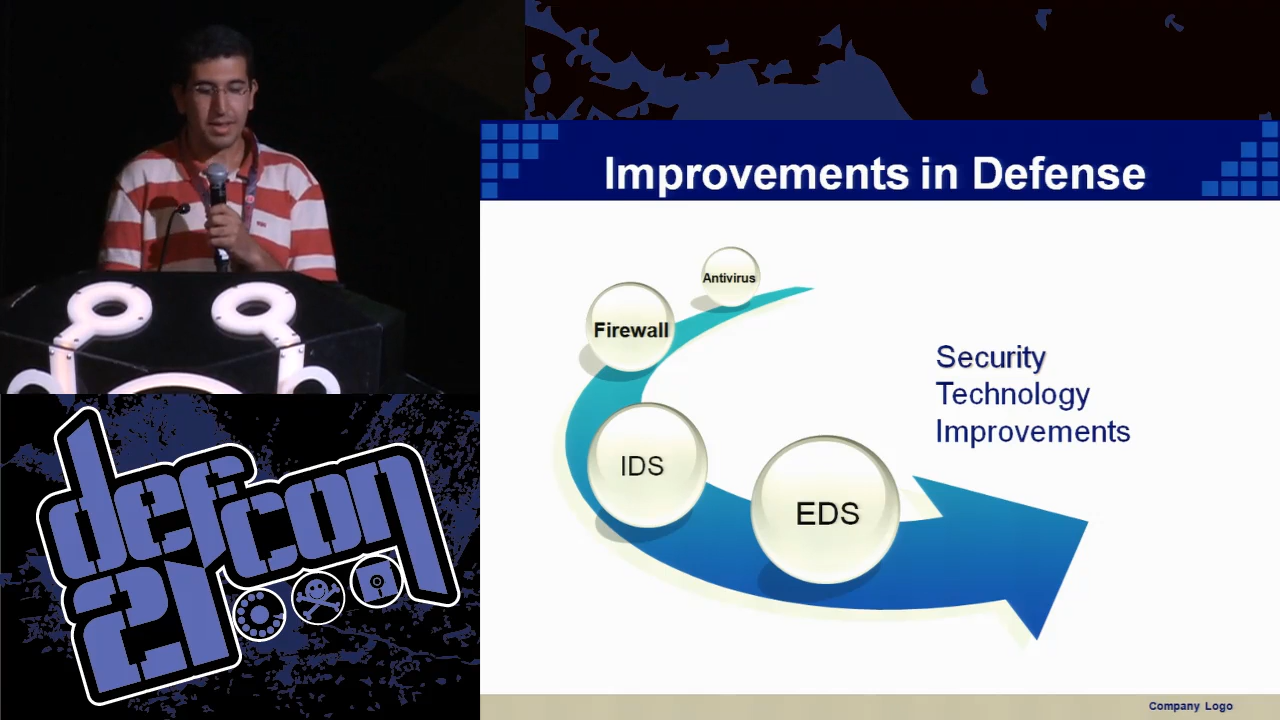 Improvements in Defense
Antivirus
Firewall
IDS
EDS
Security
Technology
Improvements
Company Logo
defcon
21